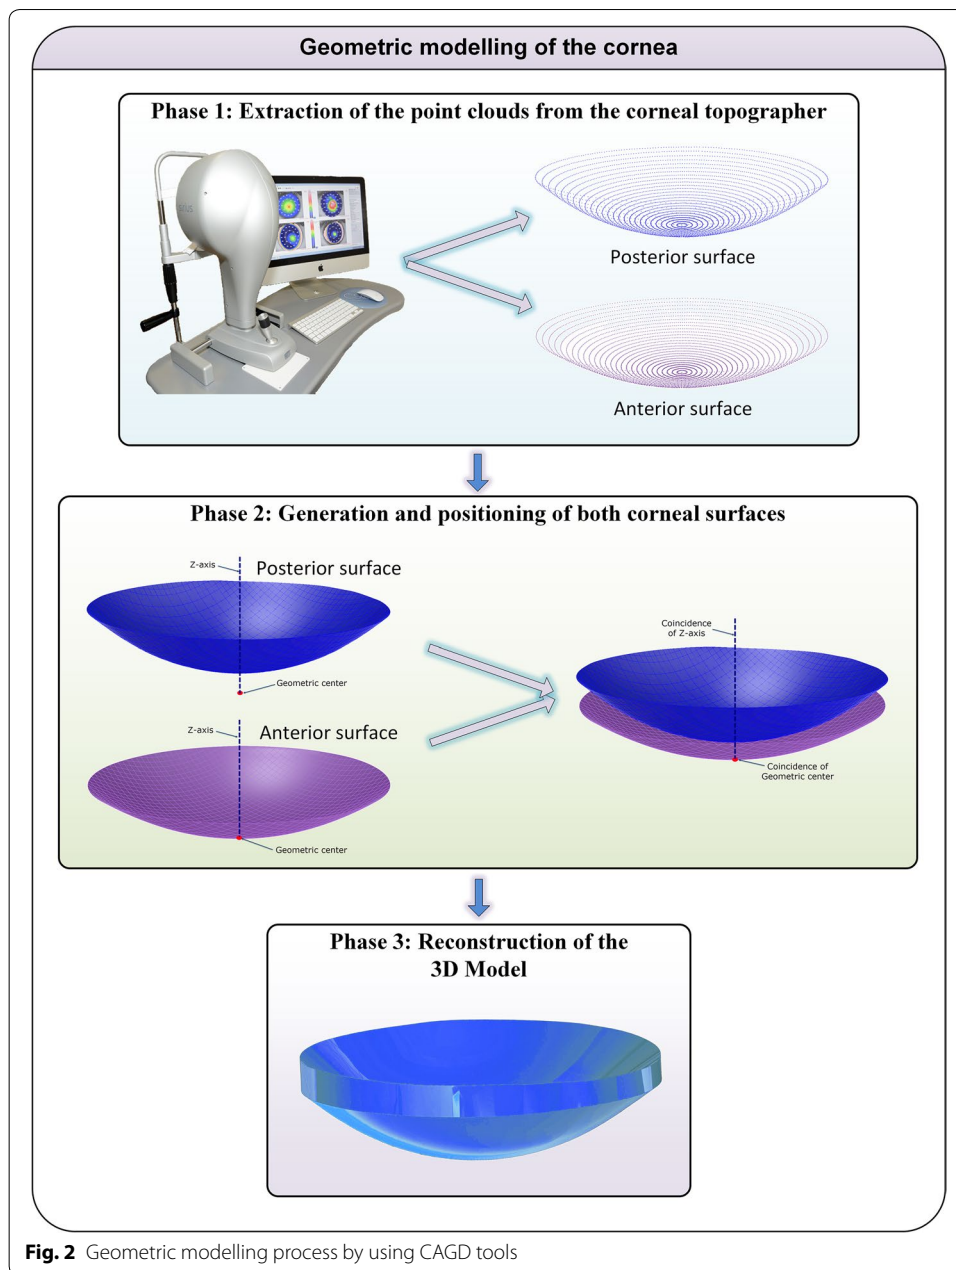 Geometric modelling of the cornea
Phase 1: Extraction of the point clouds from the corneal topographer
Posterior surface
Anterior surface
Phase 2: Generation and positioning of both corneal surfaces
Z-axis
Posterior surface
Geometric center
Z-axis
Anterior surface
Geometric center
Coincidence
of Z-axis
Coincidence of
Geometric center
Phase 3: Reconstruction of the
3D Model
Fig. 2 Geometric modelling process by using CAGD tools